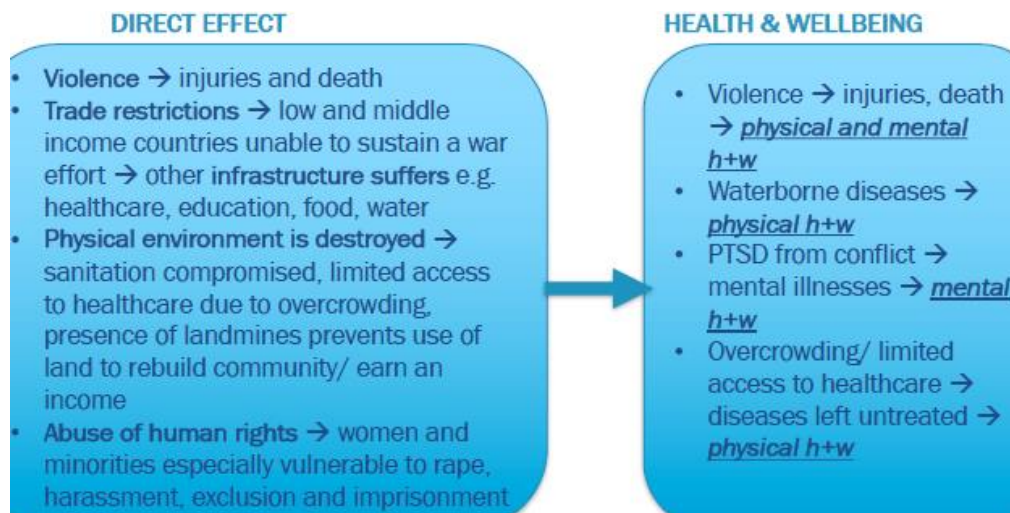 DIRECT EFFECT
• Violence → injuries and death
• Trade restrictions → low and middle
income countries unable to sustain a war
effort → other infrastructure suffers e.g.
healthcare, education, food, water
• Physical environment is destroyed →
sanitation compromised, limited access
to healthcare due to overcrowding,
presence of landmines prevents use of
land to rebuild community/ earn an
income
• Abuse of human rights → women and
minorities especially vulnerable to rape,
harassment, exclusion and imprisonment
HEALTH & WELLBEING
• Violence → injuries, death
→ physical and mental
h+w
• Waterborne diseases →
physical h+w
• PTSD from conflict →
mental illnesses → mental
h+w
• Overcrowding/ limited
access to healthcare →
diseases left untreated →
physical h+w